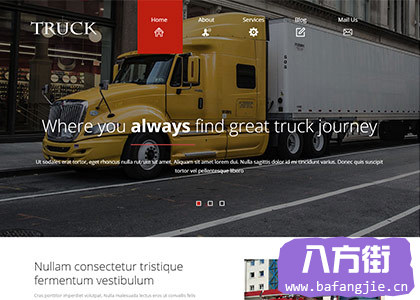 TRUCK
Home
About
Services
Blog
Mail Us
Where you always find great truck journey
Ut sodales erat tortor, eget rhoncus nulla rutrum sit amet. Aliquam sit amet lorem dui. Nulla sagittis dolor id mi tincidunt varius. Donec quis suscipit
tortor vel pellentesque libero
Nullam consectetur tristique
fermentum vestibulum
Cras porttitor imperdiet volutpat. Nulla malesuada lectus eros ut convallis felis
八方街
www.bafangjie.cn